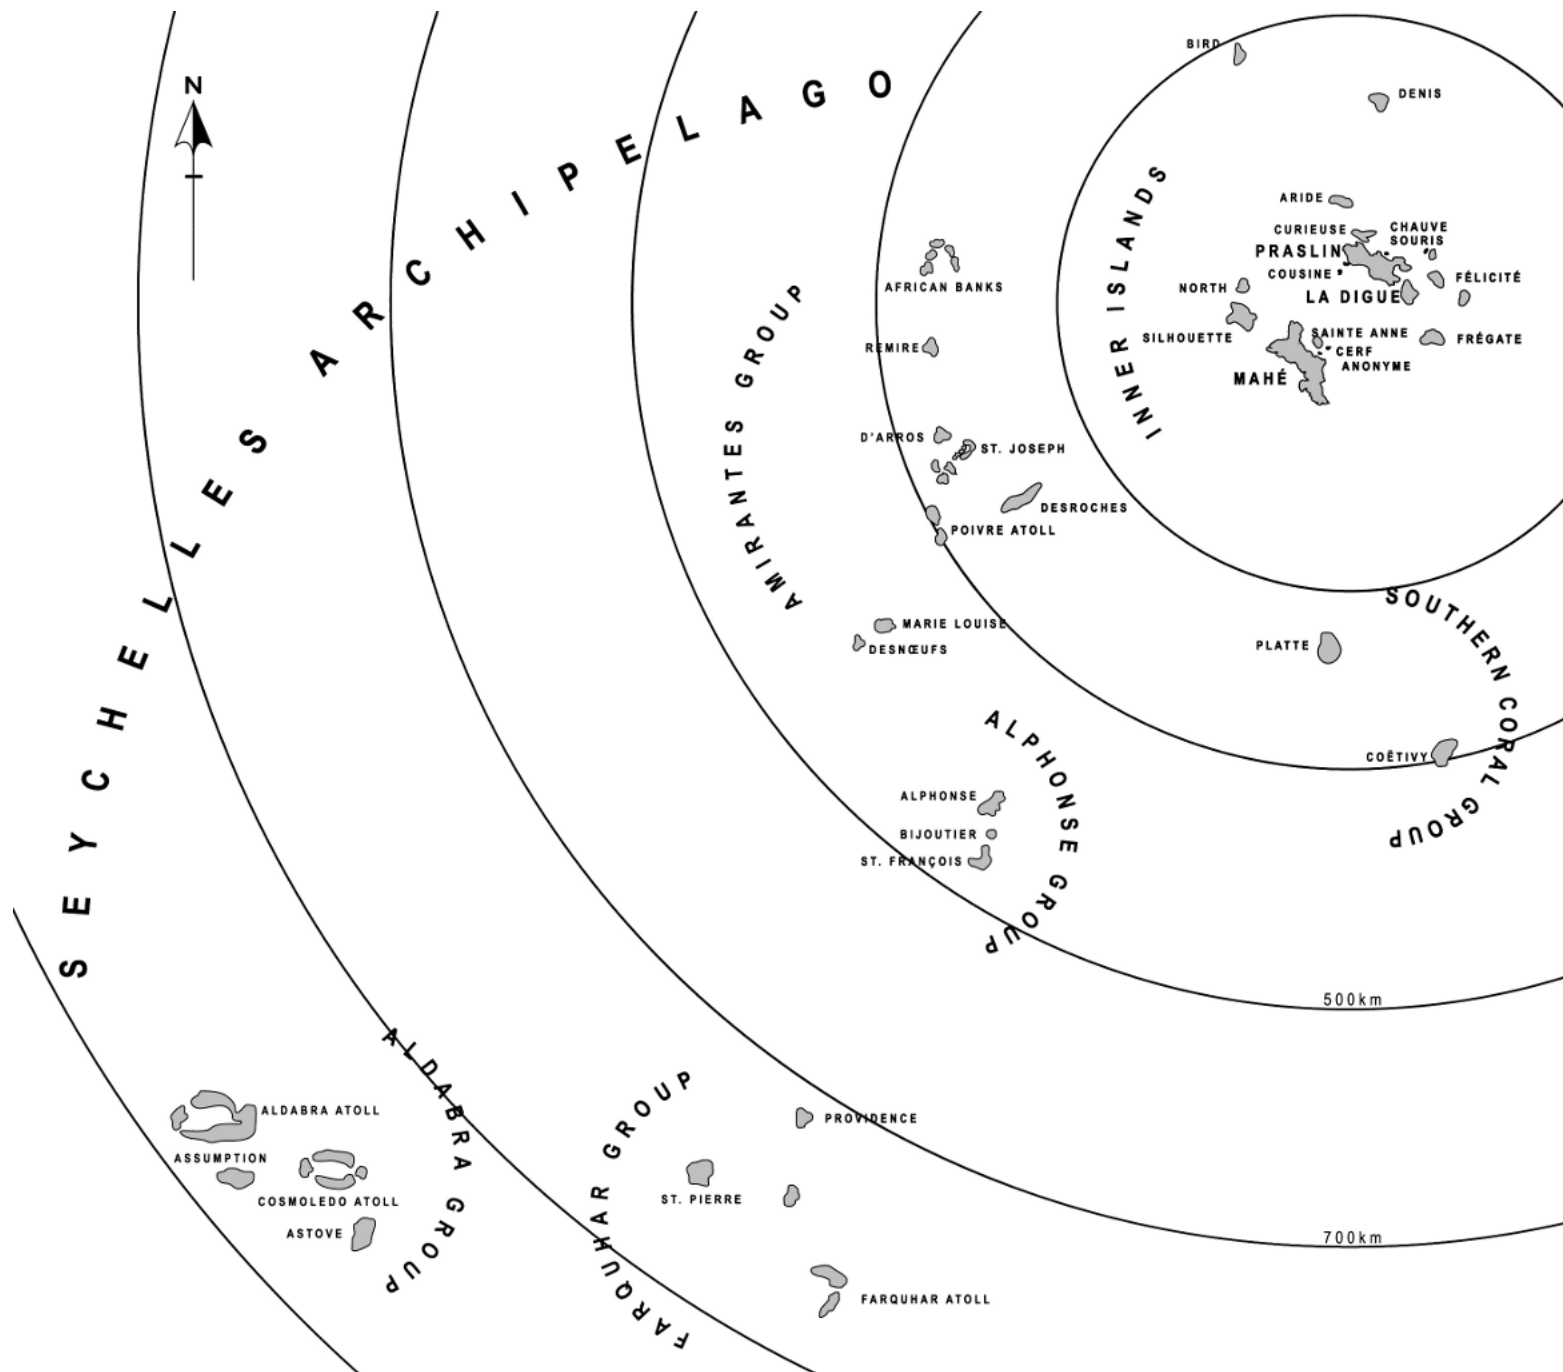 N
SEYCHELLES ARCHIPELAGO
BIRD
DENIS
INNER ISLANDS
ARIDE
CURIEUSE
CHAUVE
SOURIS
PRASLIN
COUSINE
FÉLICITÉ
NORTH
LA DIGUE
SILHOUETTE
SAINTE ANNE
CERF
ANONYME
FRÉGATE
MAHÉ
AFRICAN BANKS
REMIRE
AMIRANTES GROUP
D'ARROS
ST. JOSEPH
DESROCHES
POIVRE ATOLL
MARIE LOUISE
DESNŒUFS
SOUTHERN CORAL GROUP
PLATTE
COËTIVY
ALPHONSE GROUP
ALPHONSE
BIJOUTIER
ST. FRANÇOIS
500km
ALDABRA GROUP
ALDABRA ATOLL
ASSUMPTION
COSMOLEDO ATOLL
ASTOVE
FARQUHAR GROUP
PROVIDENCE
ST. PIERRE
700km
FARQUHAR ATOLL